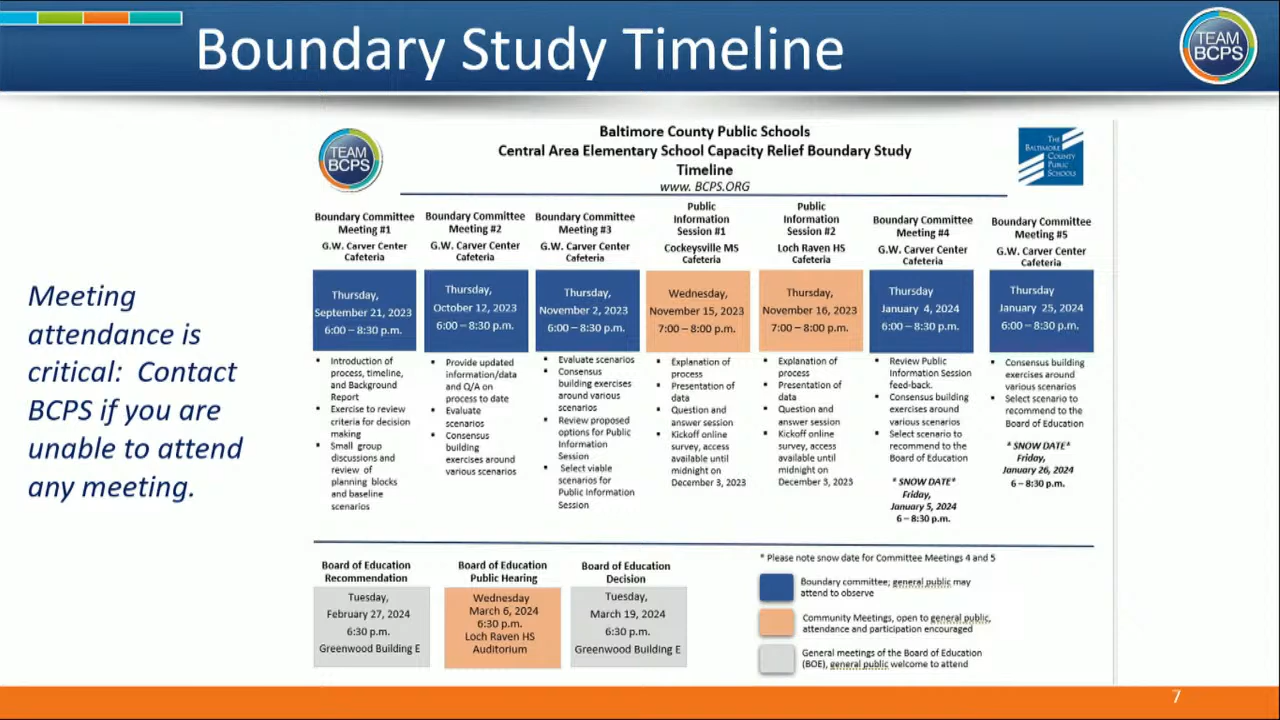 Boundary Study Timeline
TEAM
BCPS
Meeting
attendance is
critical: Contact
BCPS if you are
unable to attend
any meeting.
TEAM
BCPS
Baltimore County Public Schools
Central Area Elementary School Capacity Relief Boundary Study
Timeline
www. BCPS.ORG
THE
BALTIMORE
COUNTY
PUBLIC
SCHOOLS
Boundary Committee
Meeting #1
G.W. Carver Center
Cafeteria
Thursday,
September 21, 2023
6:00 – 8:30 p.m.
▪ Introduction of
process, timeline,
and Background
Report
▪ Exercise to review
criteria for decision
making
▪ Small group
discussions and
review of
planning blocks
and baseline
scenarios
Boundary Committee
Meeting #2
G.W. Carver Center
Cafeteria
Thursday,
October 12, 2023
6:00 – 8:30 p.m.
▪ Provide updated
information/data
and Q/A on
process to date
▪ Evaluate
scenarios
▪ Consensus
building
exercises around
various scenarios
Boundary Committee
Meeting #3
G.W. Carver Center
Cafeteria
Thursday,
November 2, 2023
6:00 – 8:30 p.m.
▪ Evaluate scenarios
▪ Consensus
building exercises
around various
scenarios
▪ Review proposed
options for Public
Information
Session
▪ Select viable
scenarios for
Public Information
Session
Public
Information
Session #1
Cockeysville MS
Cafeteria
Wednesday,
November 15, 2023
7:00 – 8:00 p.m.
▪ Explanation of
process
▪ Presentation of
data
▪ Question and
answer session
▪ Kickoff online
survey, access
available until
midnight on
December 3, 2023
Public
Information
Session #2
Loch Raven HS
Cafeteria
Thursday,
November 16, 2023
7:00 – 8:00 p.m.
▪ Explanation of
process
▪ Presentation of
data
▪ Question and
answer session
▪ Kickoff online
survey, access
available until
midnight on
December 3, 2023
Boundary Committee
Meeting #4
G.W. Carver Center
Cafeteria
Thursday
January 4, 2024
6:00 – 8:30 p.m.
▪ Review Public
Information Session
feed-back.
▪ Consensus building
exercises around
various scenarios
▪ Select scenario to
recommend to the
Board of Education
* SNOW DATE*
Friday,
January 5, 2024
6 – 8:30 p.m.
Boundary Committee
Meeting #5
G.W. Carver Center
Cafeteria
Thursday
January 25, 2024
6:00 – 8:30 p.m.
▪ Consensus building
exercises around
various scenarios
▪ Select scenario to
recommend to the
Board of Education
* SNOW DATE*
Friday,
January 26, 2024
6 – 8:30 p.m.
Board of Education
Recommendation
Tuesday,
February 27, 2024
6:30 p.m.
Greenwood Building E
Board of Education
Public Hearing
Wednesday
March 6, 2024
6:30 p.m.
Loch Raven HS
Auditorium
Board of Education
Decision
Tuesday,
March 19, 2024
6:30 p.m.
Greenwood Building E
* Please note snow date for Committee Meetings 4 and 5
Boundary committee; general public may
attend to observe
Community Meetings, open to general public,
attendance and participation encouraged
General meetings of the Board of Education
(BOE), general public welcome to attend
7